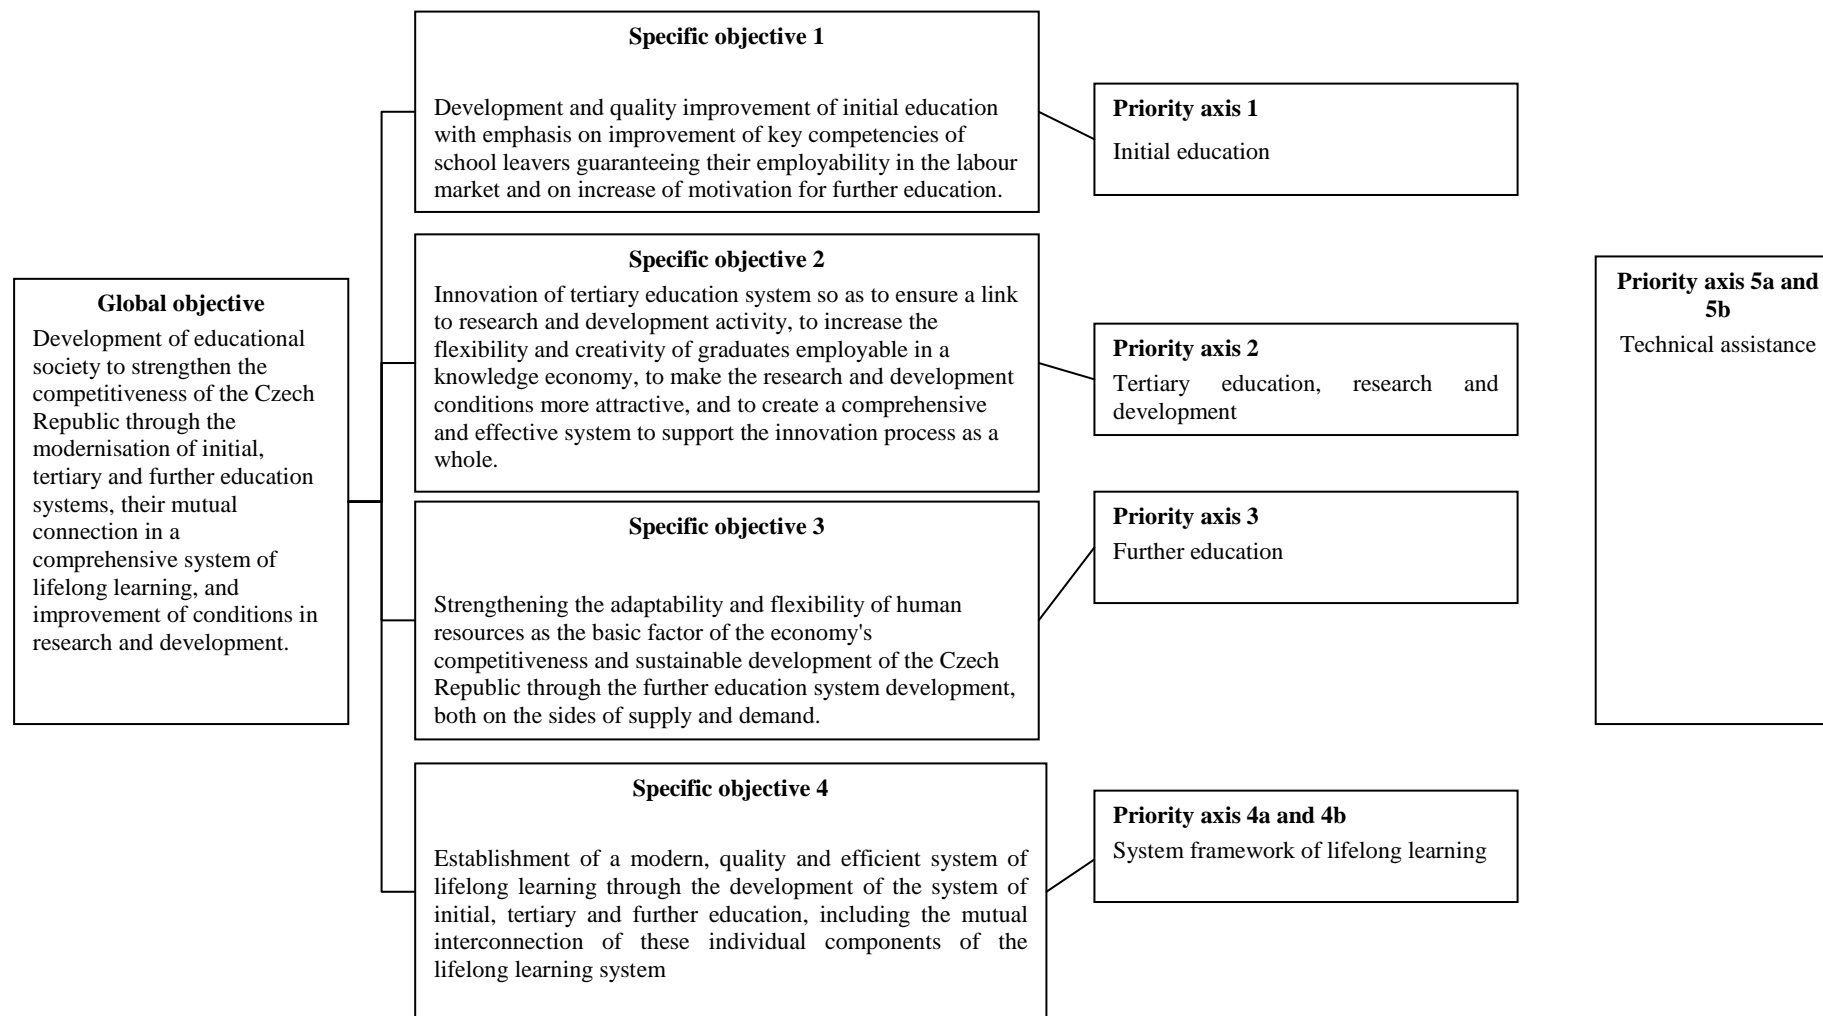 Global objective
Development of educational
society to strengthen the
competitiveness of the Czech
Republic through the
modernisation of initial,
tertiary and further education
systems, their mutual
connection in a
comprehensive system of
lifelong learning, and
improvement of conditions in
research and development.
Specific objective 1
Development and quality improvement of initial education
with emphasis on improvement of key competencies of
school leavers guaranteeing their employability in the labour
market and on increase of motivation for further education.
Specific objective 2
Innovation of tertiary education system so as to ensure a link
to research and development activity, to increase the
flexibility and creativity of graduates employable in a
knowledge economy, to make the research and development
conditions more attractive, and to create a comprehensive
and effective system to support the innovation process as a
whole.
Specific objective 3
Strengthening the adaptability and flexibility of human
resources as the basic factor of the economy's
competitiveness and sustainable development of the Czech
Republic through the further education system development,
both on the sides of supply and demand.
Specific objective 4
Establishment of a modern, quality and efficient system of
lifelong learning through the development of the system of
initial, tertiary and further education, including the mutual
interconnection of these individual components of the
lifelong learning system
Priority axis 1
Initial education
Priority axis 2
Tertiary education, research and
development
Priority axis 3
Further education
Priority axis 4a and 4b
System framework of lifelong learning
Priority axis 5a and
5b
Technical assistance